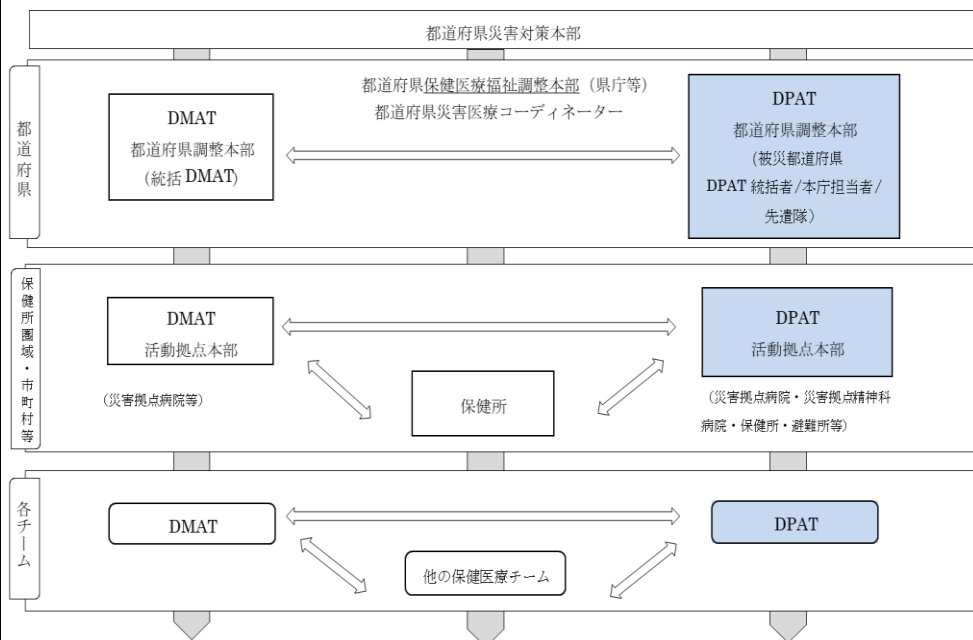 都道府県災害対策本部
都道府県
都道府県保健医療福祉調整本部（県庁等）
都道府県災害医療コーディネーター
DMAT
都道府県調整本部
(統括 DMAT)
DPAT
都道府県調整本部
（被災都道府県
DPAT 統括者/本庁担当者/
先遣隊）
保健所圏域・市町村等
DMAT
活動拠点本部
（災害拠点病院等）
保健所
DPAT
活動拠点本部
（災害拠点病院・災害拠点精神科
病院・保健所・避難所等）
各チーム
DMAT
他の保健医療チーム
DPAT